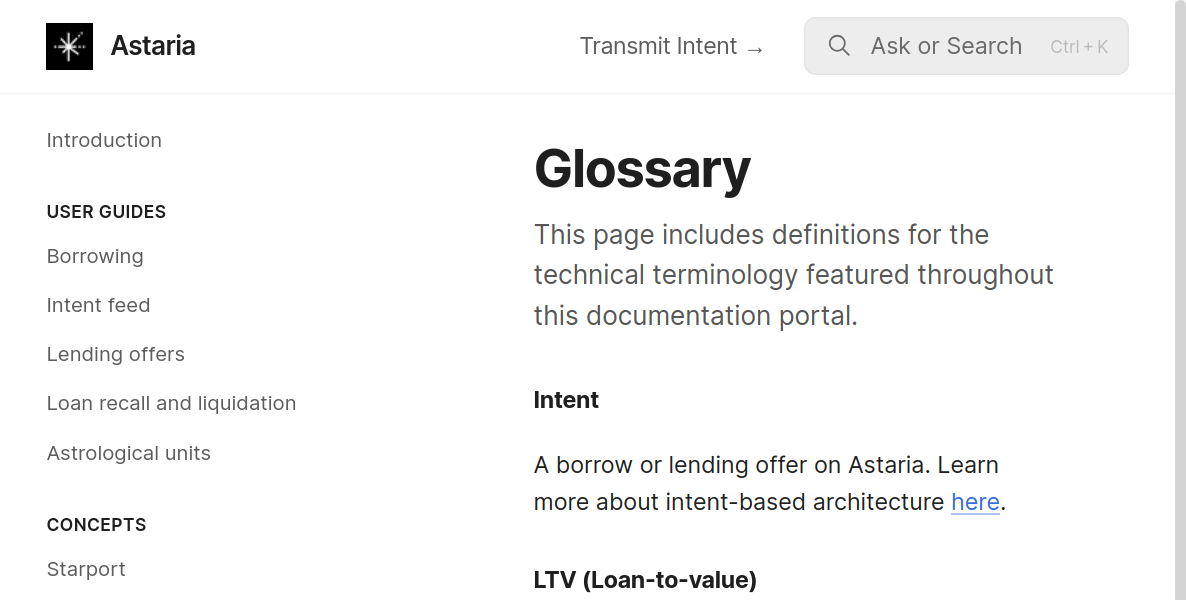 Astaria
Transmit Intent →
Ask or Search
Ctrl + K
Introduction
USER GUIDES
Borrowing
Intent feed
Lending offers
Loan recall and liquidation
Astrological units
CONCEPTS
Starport
Glossary
This page includes definitions for the
technical terminology featured throughout
this documentation portal.
Intent
A borrow or lending offer on Astaria. Learn
more about intent-based architecture here.
LTV (Loan-to-value)